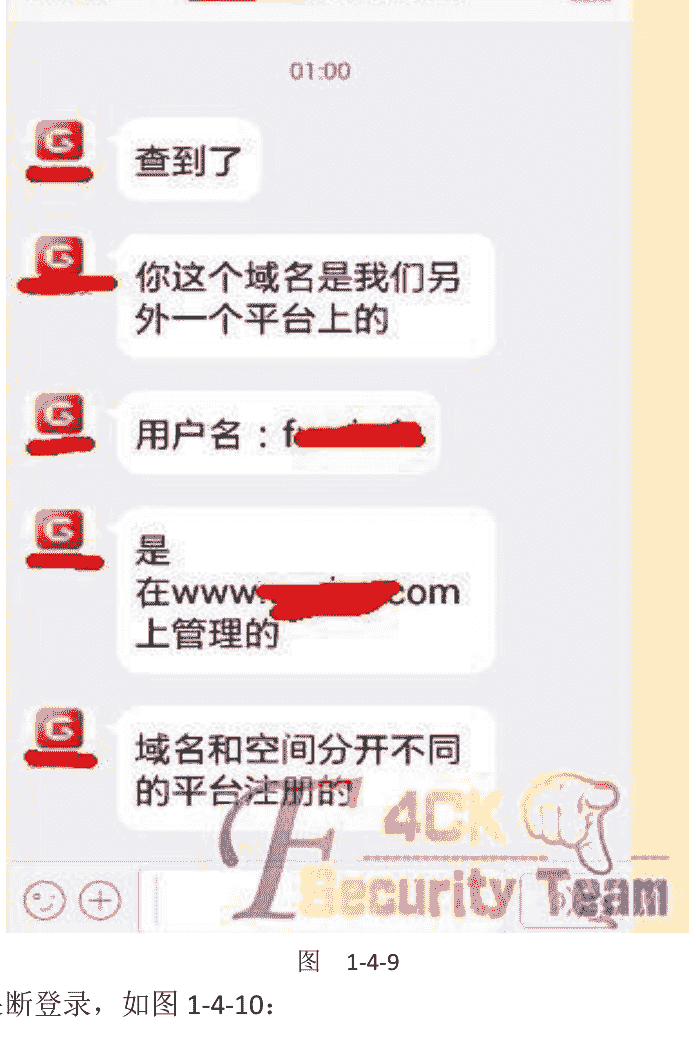 01:00
查到了
你这个域名是我们另
外一个平台上的
用户名：f
是
在www. com
上管理的
域名和空间分开不同
的平台注册的
F4CK
Security Team
图 1-4-9
断登录，如图 1-4-10：